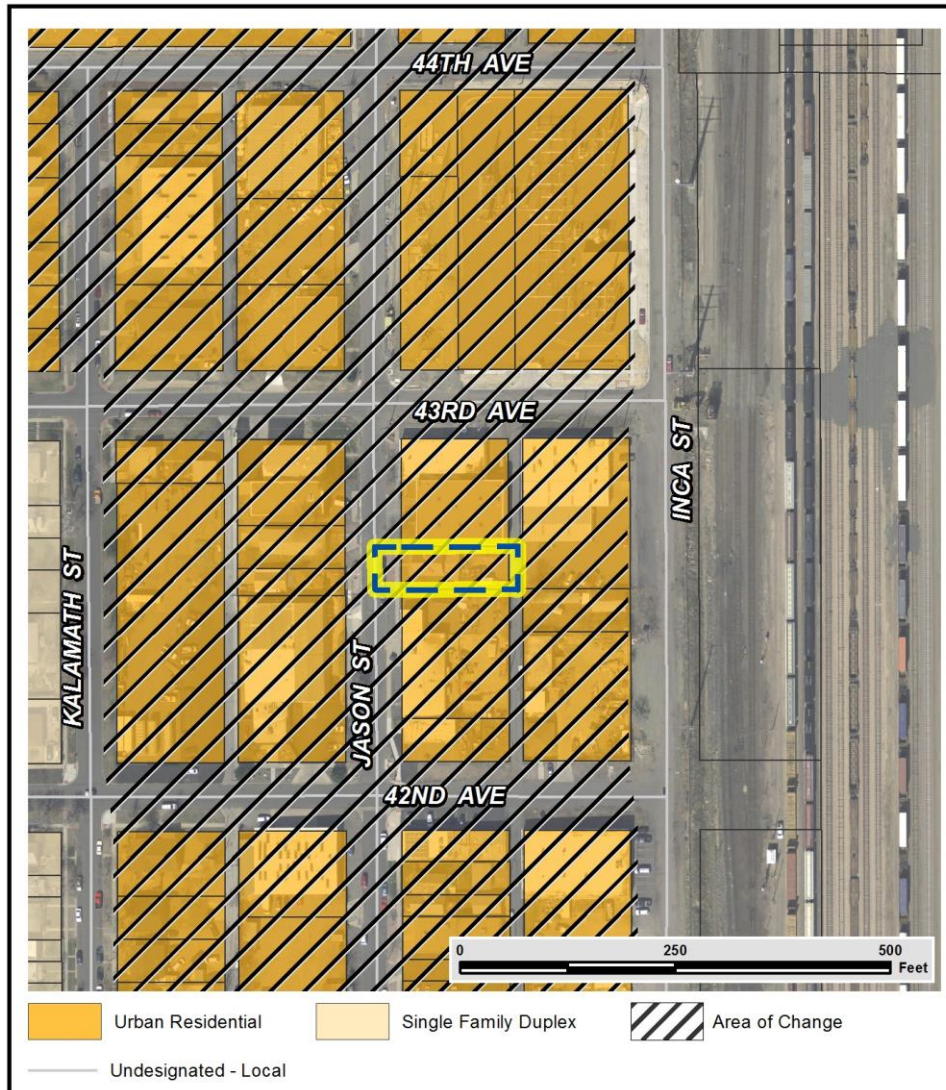 44TH AVE
43RD AVE
INCA ST
KALAMATH ST
JASON ST
42ND AVE
0 250 500
Feet
Urban Residential
Single Family Duplex
Area of Change
Undesignated - Local